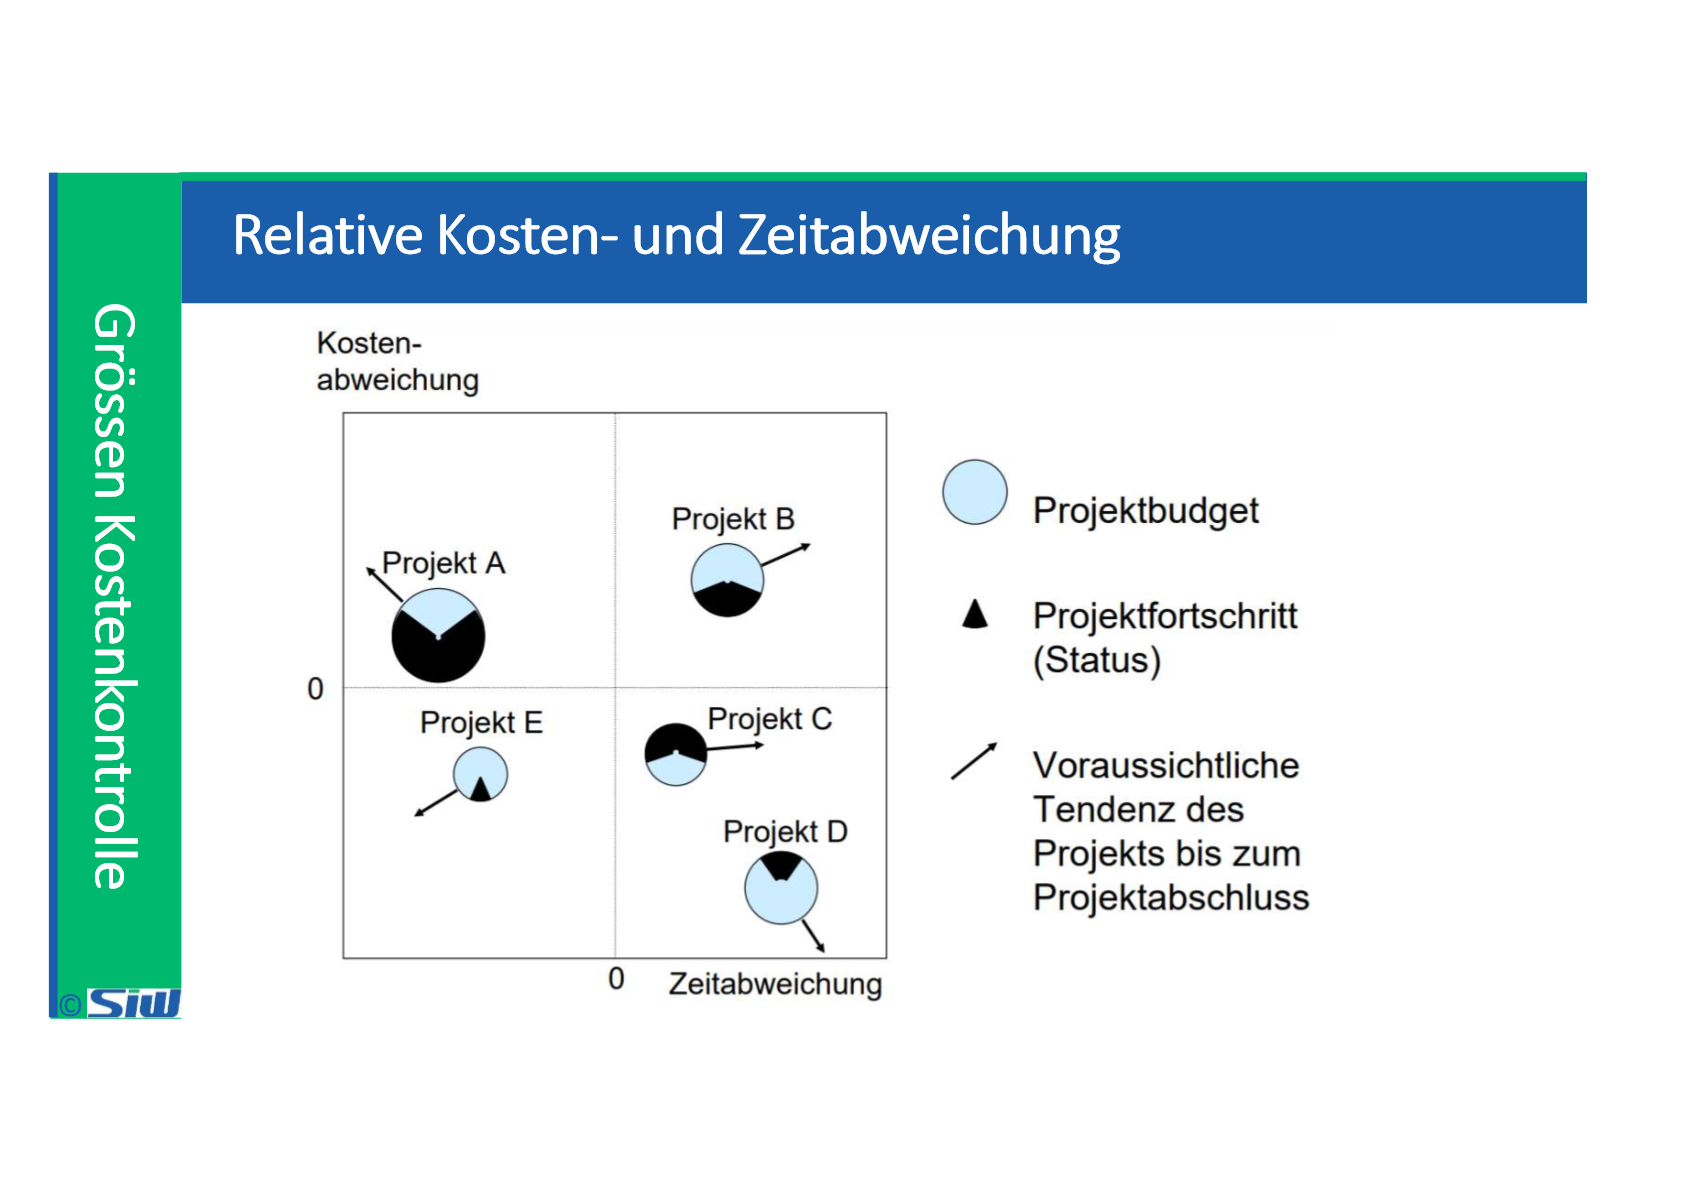 Relative Kosten- und Zeitabweichung
Grössen Kostenkontrolle
Kosten-
abweichung
Projekt B
Projekt A
0
Projekt E
Projekt C
Projekt D
0
Zeitabweichung
Projektbudget
Projektfortschritt
(Status)
Voraussichtliche
Tendenz des
Projekts bis zum
Projektabschluss
© SiW